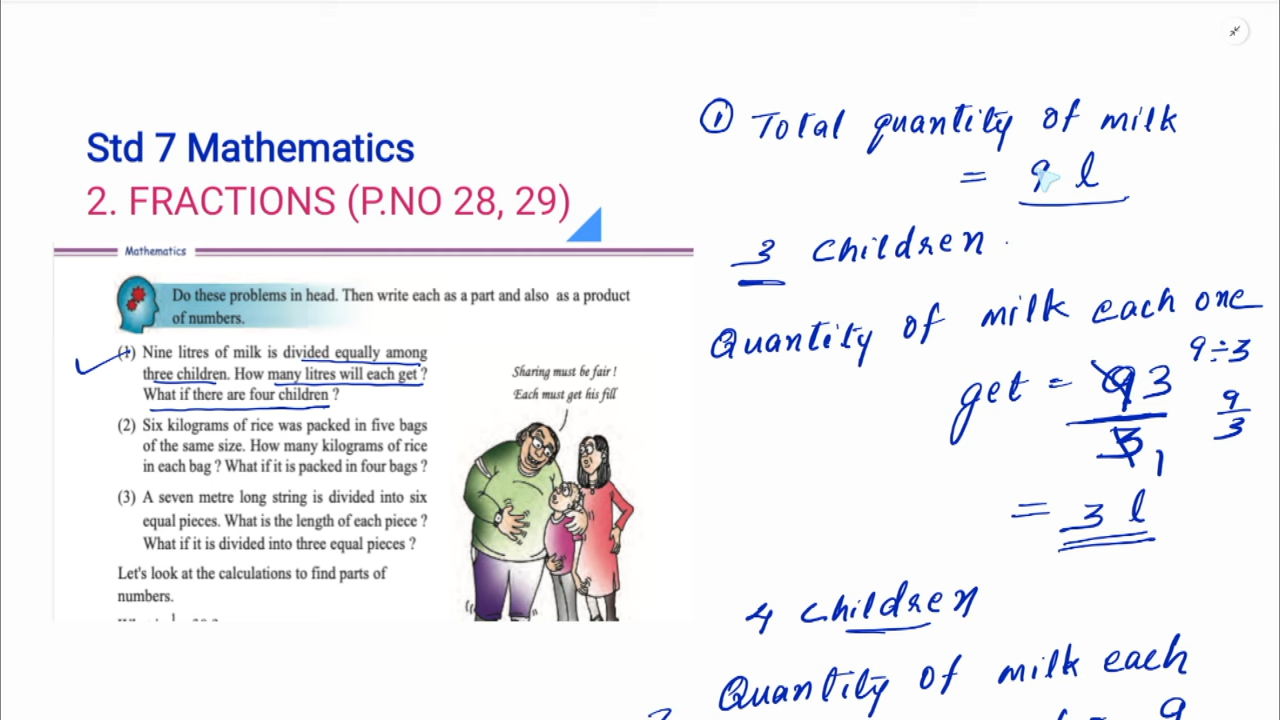 Std 7 Mathematics
2. FRACTIONS (P.NO 28, 29)
Mathematics
Do these problems in head. Then write each as a part and also as a product
of numbers.
(1) Nine litres of milk is divided equally among
three children. How many litres will each get ?
What if there are four children ?
(2) Six kilograms of rice was packed in five bags
of the same size. How many kilograms of rice
in each bag ? What if it is packed in four bags ?
(3) A seven metre long string is divided into six
equal pieces. What is the length of each piece ?
What if it is divided into three equal pieces ?
Let's look at the calculations to find parts of
numbers.
Sharing must be fair !
Each must get his fill
① Total quantity of milk
= 9 l
3 children
Quantity of milk each one
9÷3
get = 9 3
3 1
9
3
= 3 l
4 children
Quantity of milk each
9